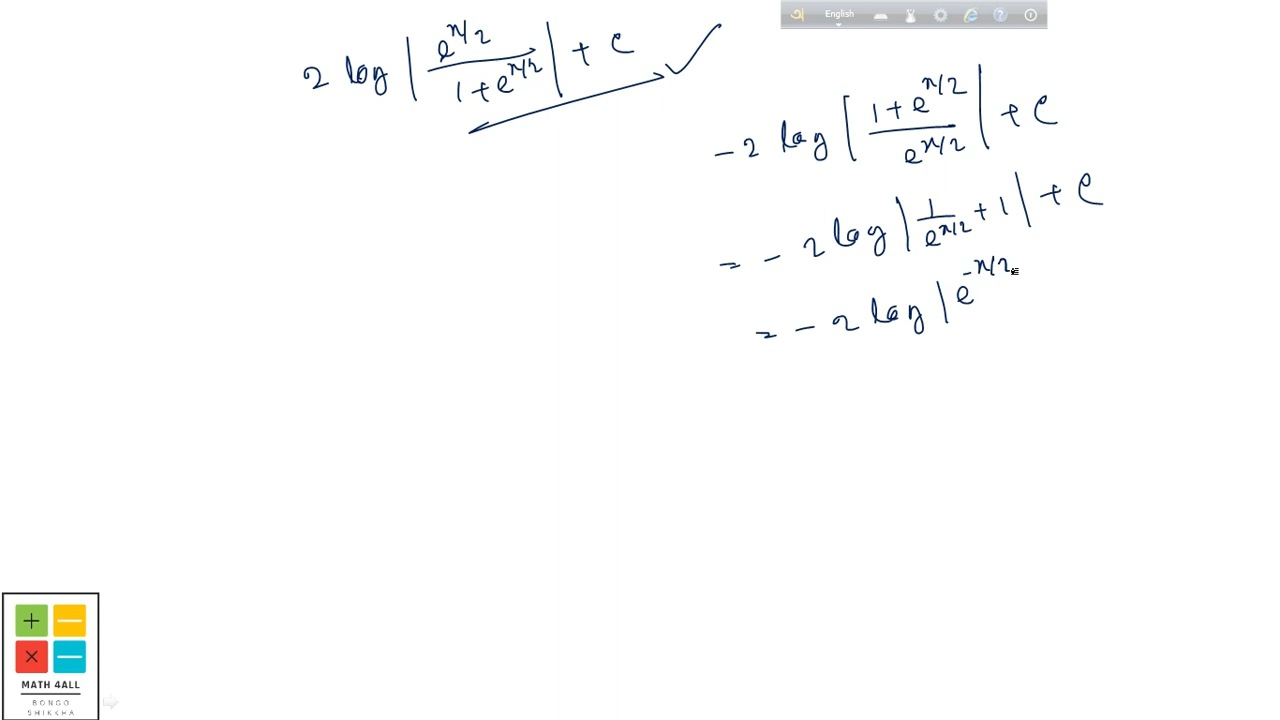 English
2 log | e^{x/2} / (1 + e^{x/2}) | + c ✓
- 2 log | (1 + e^{x/2}) / e^{x/2} | + c
= - 2 log | 1 / e^{x/2} + 1 | + c
= - 2 log | e^{-x/2}
+ −
× −
MATH 4ALL
BONGO
SHIKKHA